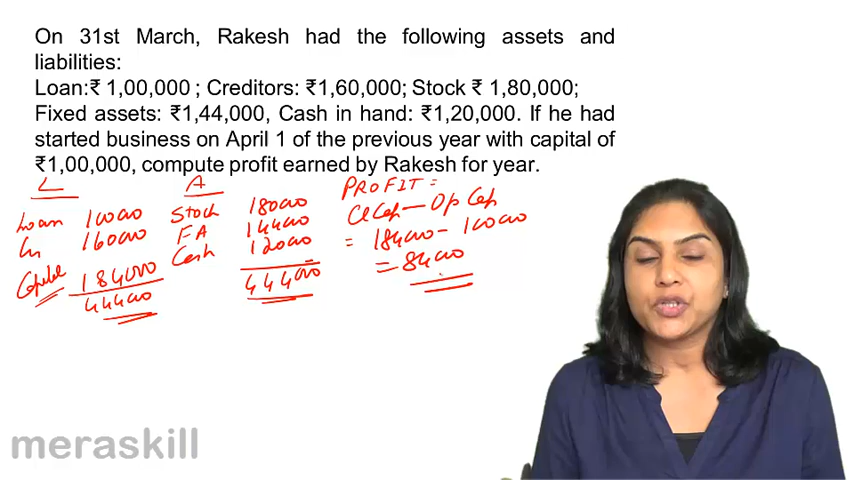 On 31st March, Rakesh had the following assets and
liabilities:
Loan:₹ 1,00,000 ; Creditors: ₹1,60,000; Stock ₹ 1,80,000;
Fixed assets: ₹1,44,000, Cash in hand: ₹1,20,000. If he had
started business on April 1 of the previous year with capital of
₹1,00,000, compute profit earned by Rakesh for year.
L A PROFIT =
Loan 100000 Stock 180000 Cl Cap — Op Cap
Cr 160000 FA 144000 = 184000 – 100000
Cash 120000 = 84000
Capital 184000 444000
444000
meraskill